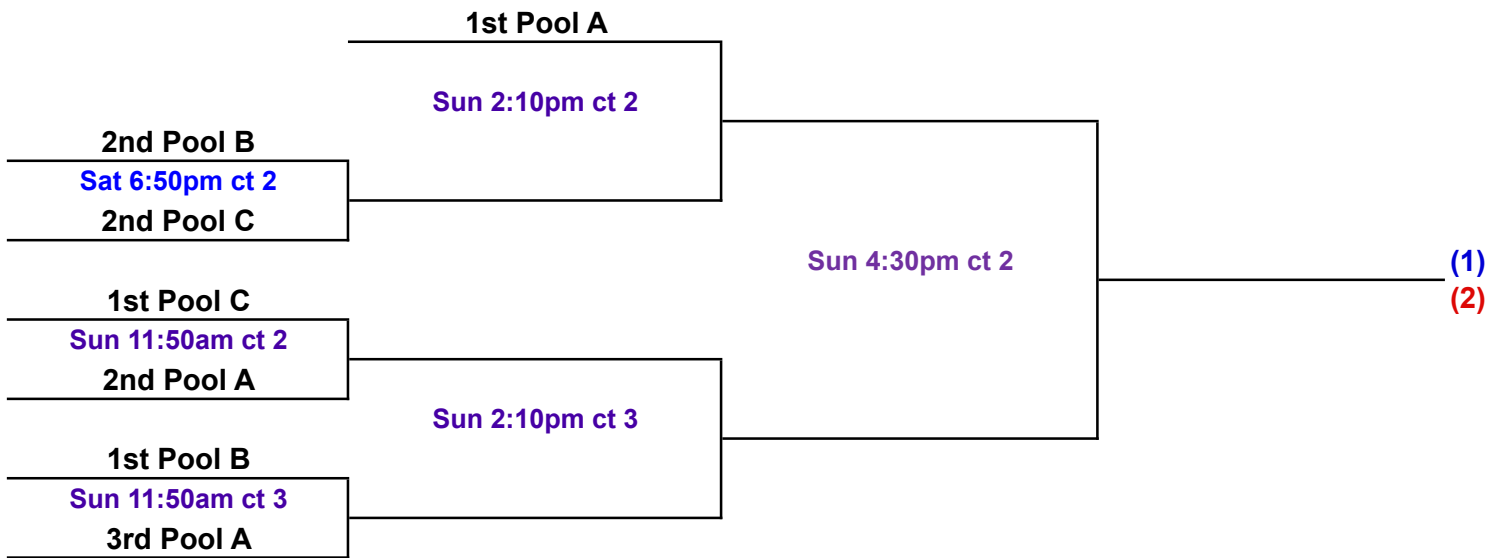 1st Pool A
Sun 2:10pm ct 2
2nd Pool B
Sat 6:50pm ct 2
2nd Pool C
Sun 4:30pm ct 2
(1)
(2)
1st Pool C
Sun 11:50am ct 2
2nd Pool A
Sun 2:10pm ct 3
1st Pool B
Sun 11:50am ct 3
3rd Pool A